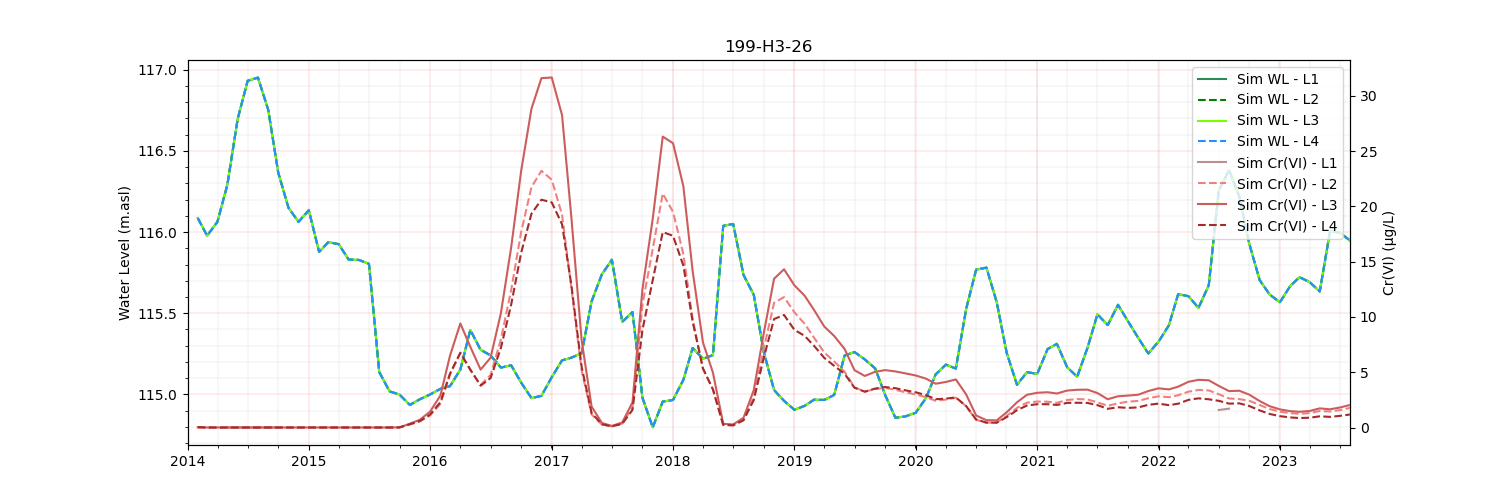 199-H3-26
117.0
116.5
116.0
115.5
115.0
Water Level (m.asl)
30
25
20
15
10
5
0
Cr(VI) (µg/L)
Sim WL - L1
Sim WL - L2
Sim WL - L3
Sim WL - L4
Sim Cr(VI) - L1
Sim Cr(VI) - L2
Sim Cr(VI) - L3
Sim Cr(VI) - L4
2014 2015 2016 2017 2018 2019 2020 2021 2022 2023